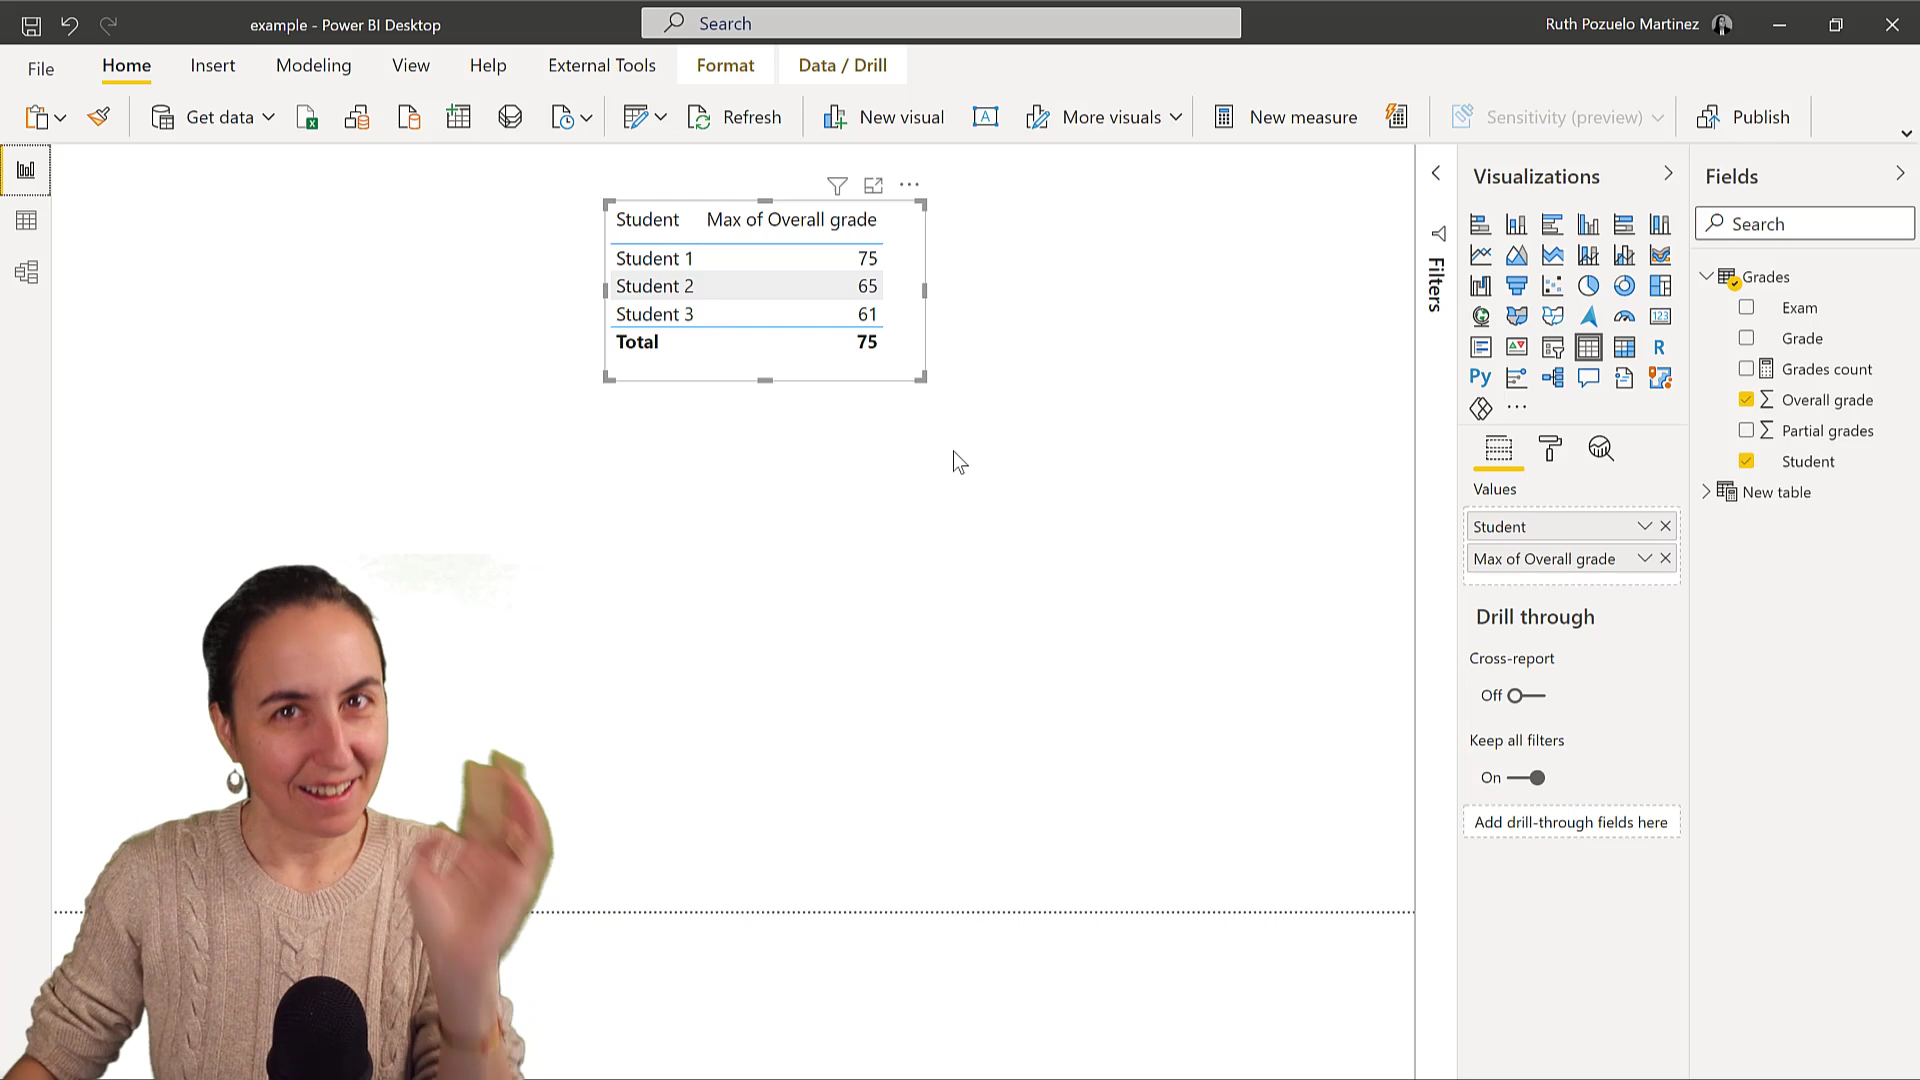 example - Power BI Desktop
Search
Ruth Pozuelo Martinez
File
Home
Insert
Modeling
View
Help
External Tools
Format
Data / Drill
Get data
Refresh
New visual
More visuals
New measure
Sensitivity (preview)
Publish
Student Max of Overall grade
Student 1 75
Student 2 65
Student 3 61
Total 75
Filters
Visualizations
123
R
Py
Values
Student
Max of Overall grade
Drill through
Cross-report
Off
Keep all filters
On
Add drill-through fields here
Fields
Search
Grades
Exam
Grade
Grades count
Overall grade
Partial grades
Student
New table